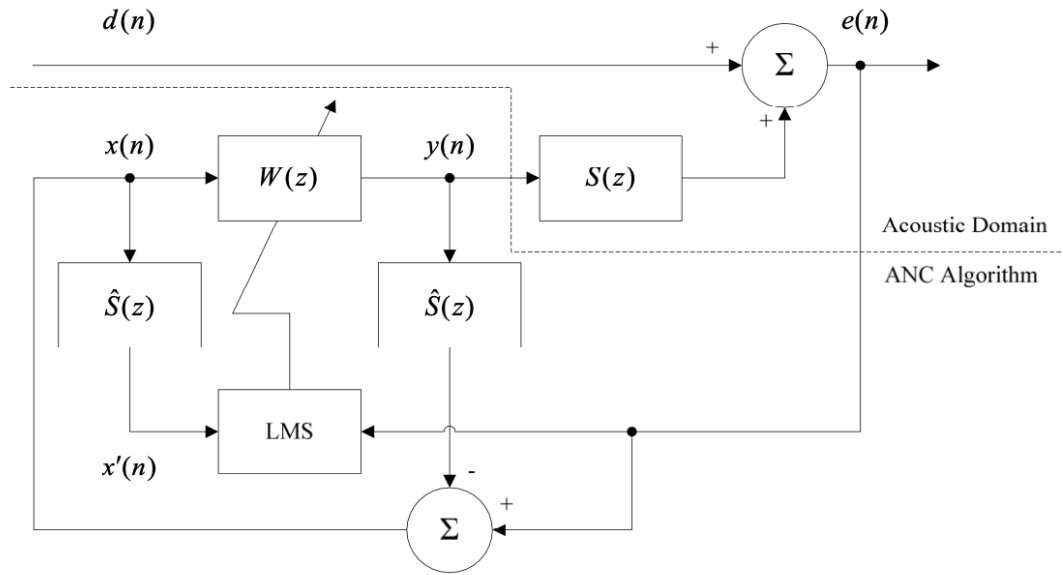 d(n)
e(n)
+
Σ
+
x(n)
y(n)
W(z)
S(z)
Acoustic Domain
ANC Algorithm
Ŝ(z)
Ŝ(z)
LMS
x'(n)
-
+
Σ